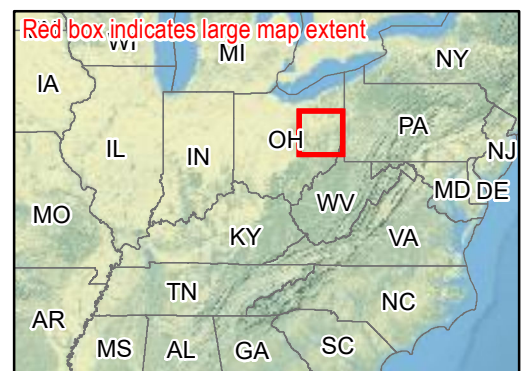 Red box indicates large map extent
WI
MI
NY
IA
PA
OH
IL
IN
NJ
MD
DE
WV
MO
KY
VA
TN
NC
AR
MS
AL
GA
SC